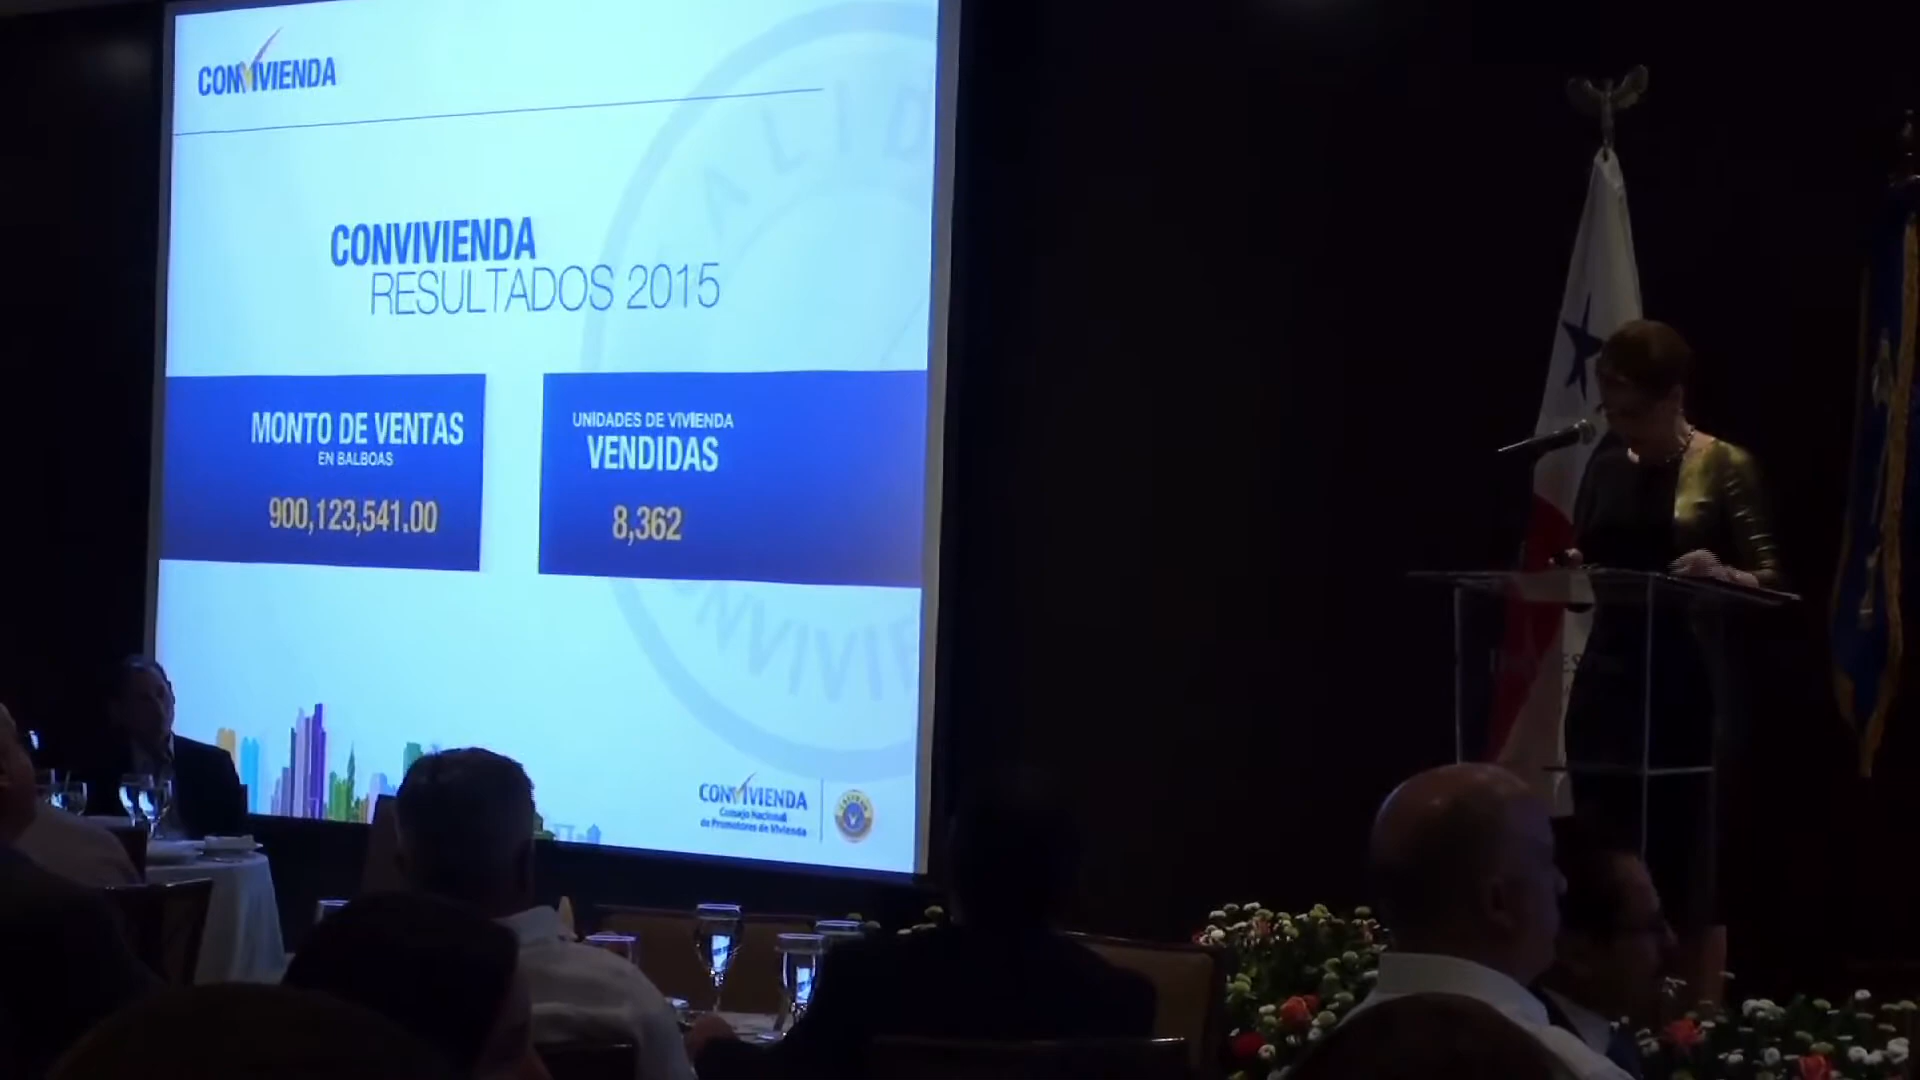 CONVIVIENDA
CONVIVIENDA
RESULTADOS 2015
MONTO DE VENTAS
EN BALBOAS
900,123,541.00
UNIDADES DE VIVIENDA
VENDIDAS
8,362
CONVIVIENDA
Consejo Nacional
de Promotores de Vivienda